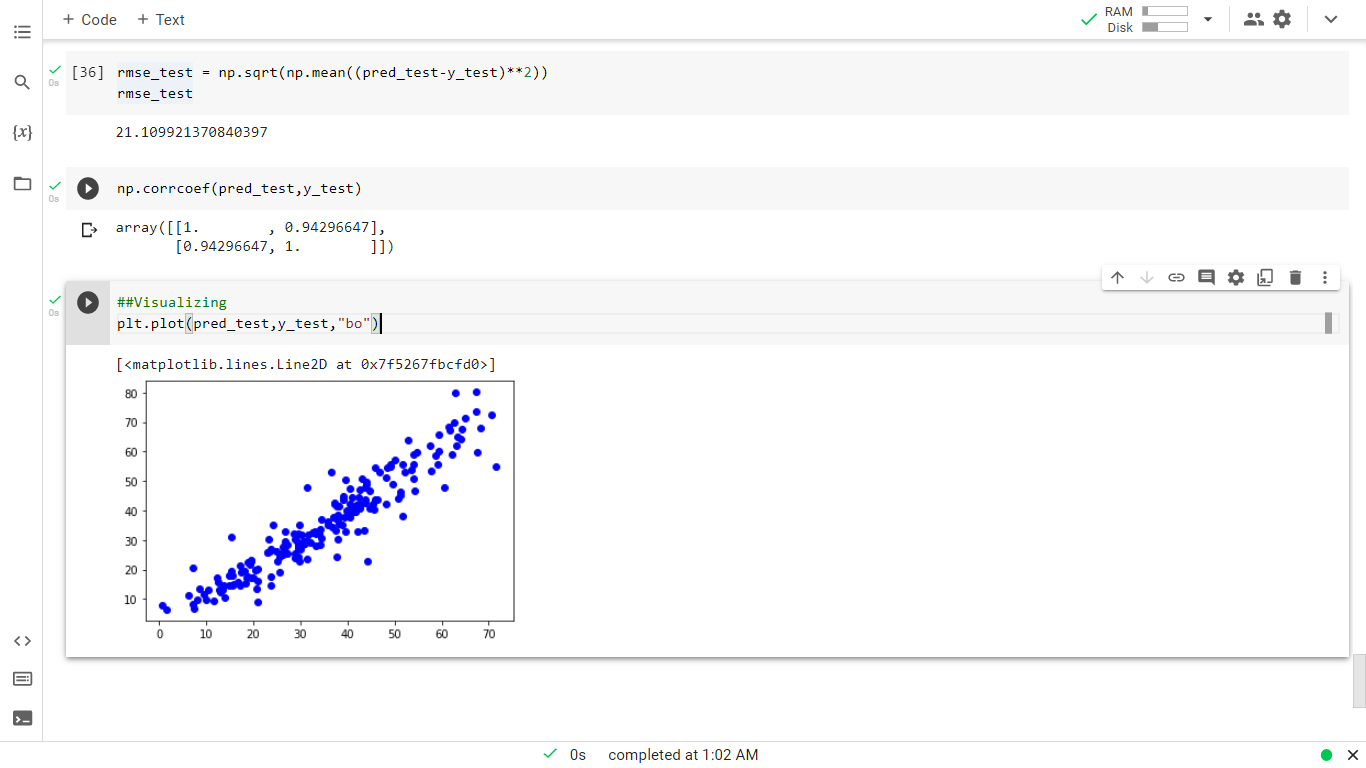 + Code + Text
RAM
Disk
{x}
[36] rmse_test = np.sqrt(np.mean((pred_test-y_test)**2))
0s
rmse_test
21.109921370840397
0s
np.corrcoef(pred_test,y_test)
array([[1.        , 0.94296647],
       [0.94296647, 1.        ]])
##Visualizing
0s
plt.plot(pred_test,y_test,"bo")
[<matplotlib.lines.Line2D at 0x7f5267fbcfd0>]
80
70
60
50
40
30
20
10
0 10 20 30 40 50 60 70
0s completed at 1:02 AM